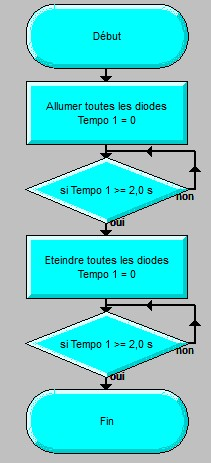 Début
Allumer toutes les diodes
Tempo 1 = 0
si Tempo 1 >= 2,0 s
non
oui
Eteindre toutes les diodes
Tempo 1 = 0
si Tempo 1 >= 2,0 s
non
oui
Fin